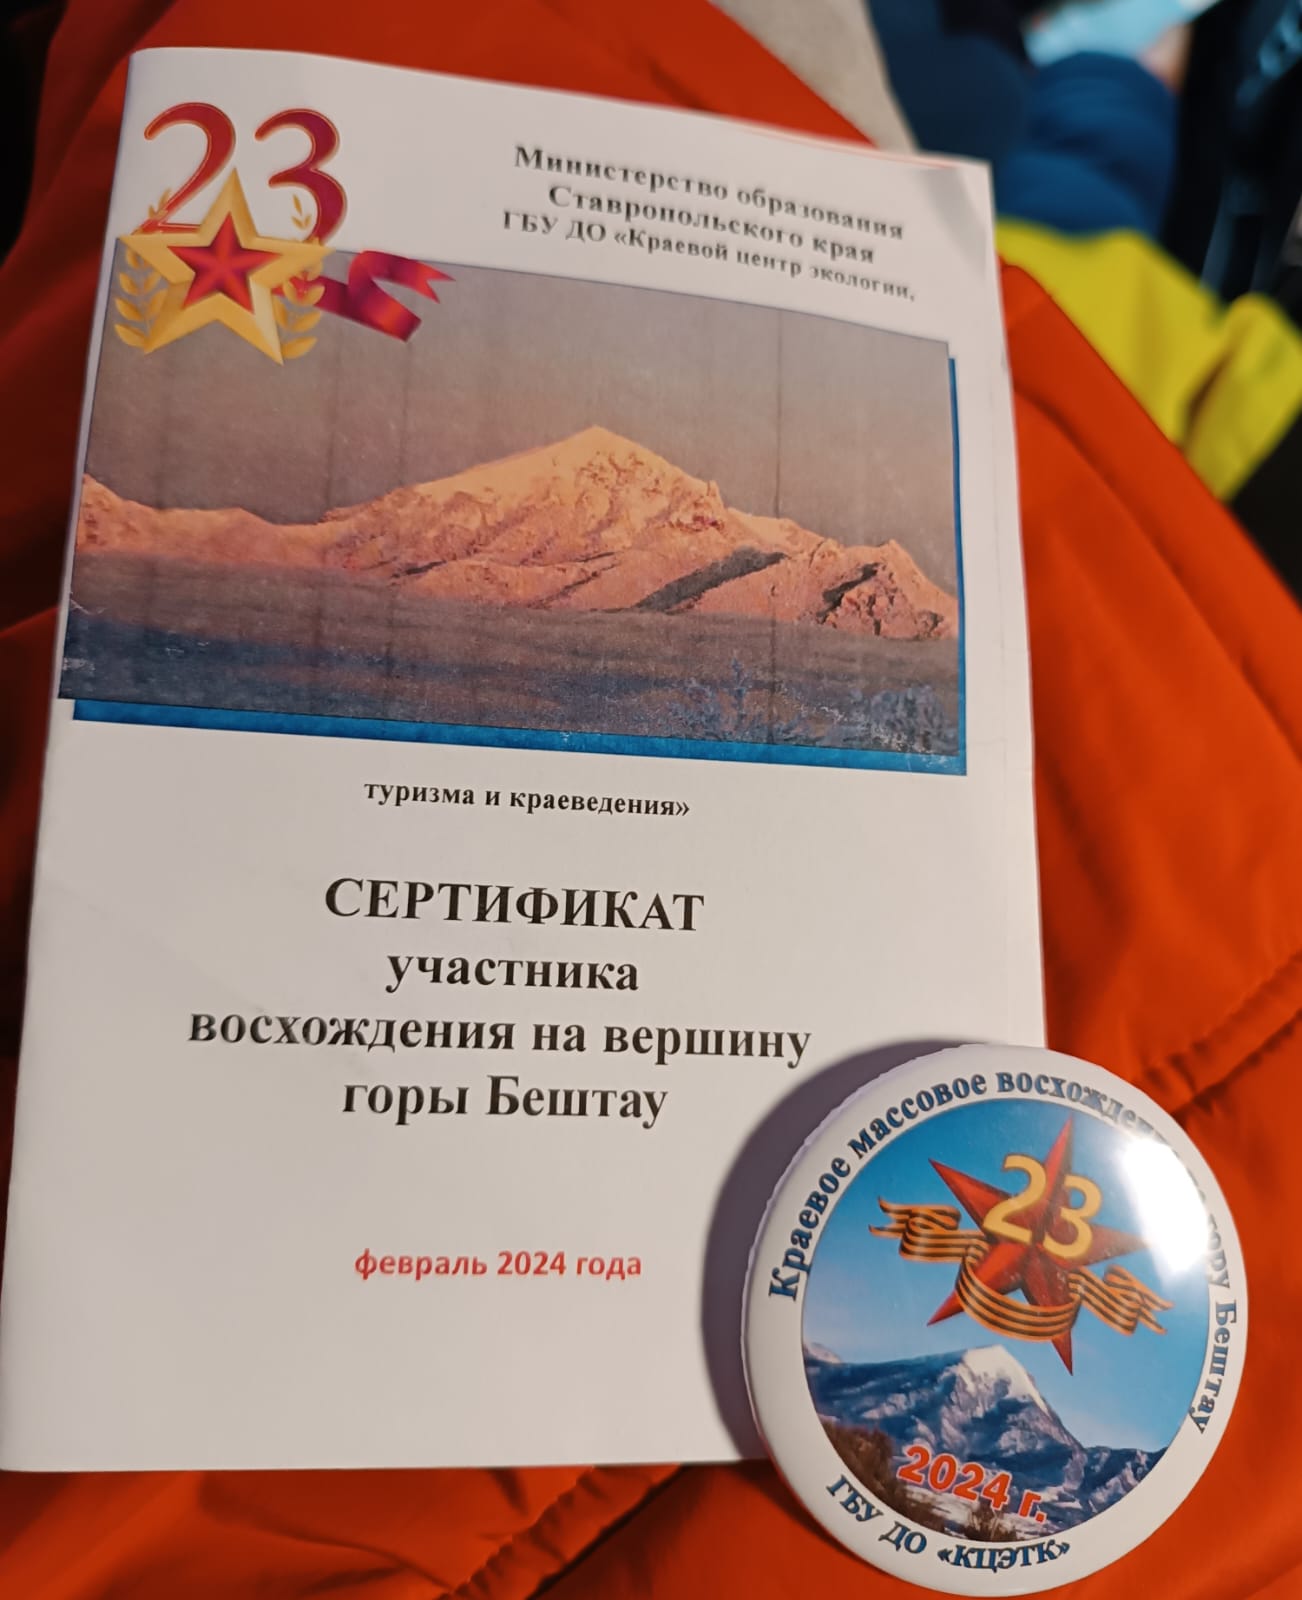 23
Министерство образования
Ставропольского края
ГБУ ДО «Краевой центр экологии,
туризма и краеведения»
СЕРТИФИКАТ
участника
восхождения на вершину
горы Бештау
февраль 2024 года
Краевое массовое гору Бештау
23
2024 г.
ГБУ ДО «КЦЭТК»